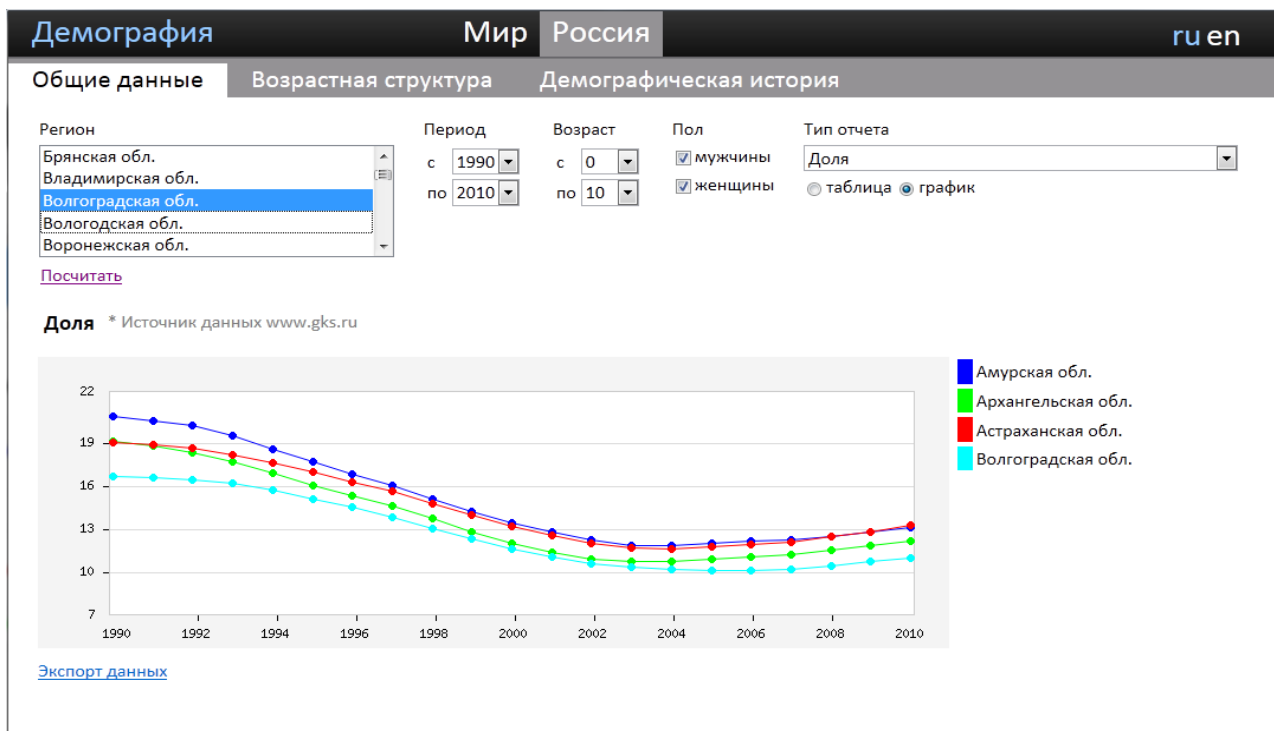 Демография Мир Россия ru en
Общие данные Возрастная структура Демографическая история
Регион Период Возраст Пол Тип отчета
Брянская обл.
Владимирская обл.
Волгоградская обл.
Вологодская обл.
Воронежская обл.
с 1990
по 2010
с 0
по 10
мужчины
женщины
Доля
таблица график
Посчитать
Доля * Источник данных www.gks.ru
22
19
16
13
10
7
1990 1992 1994 1996 1998 2000 2002 2004 2006 2008 2010
Амурская обл.
Архангельская обл.
Астраханская обл.
Волгоградская обл.
Экспорт данных